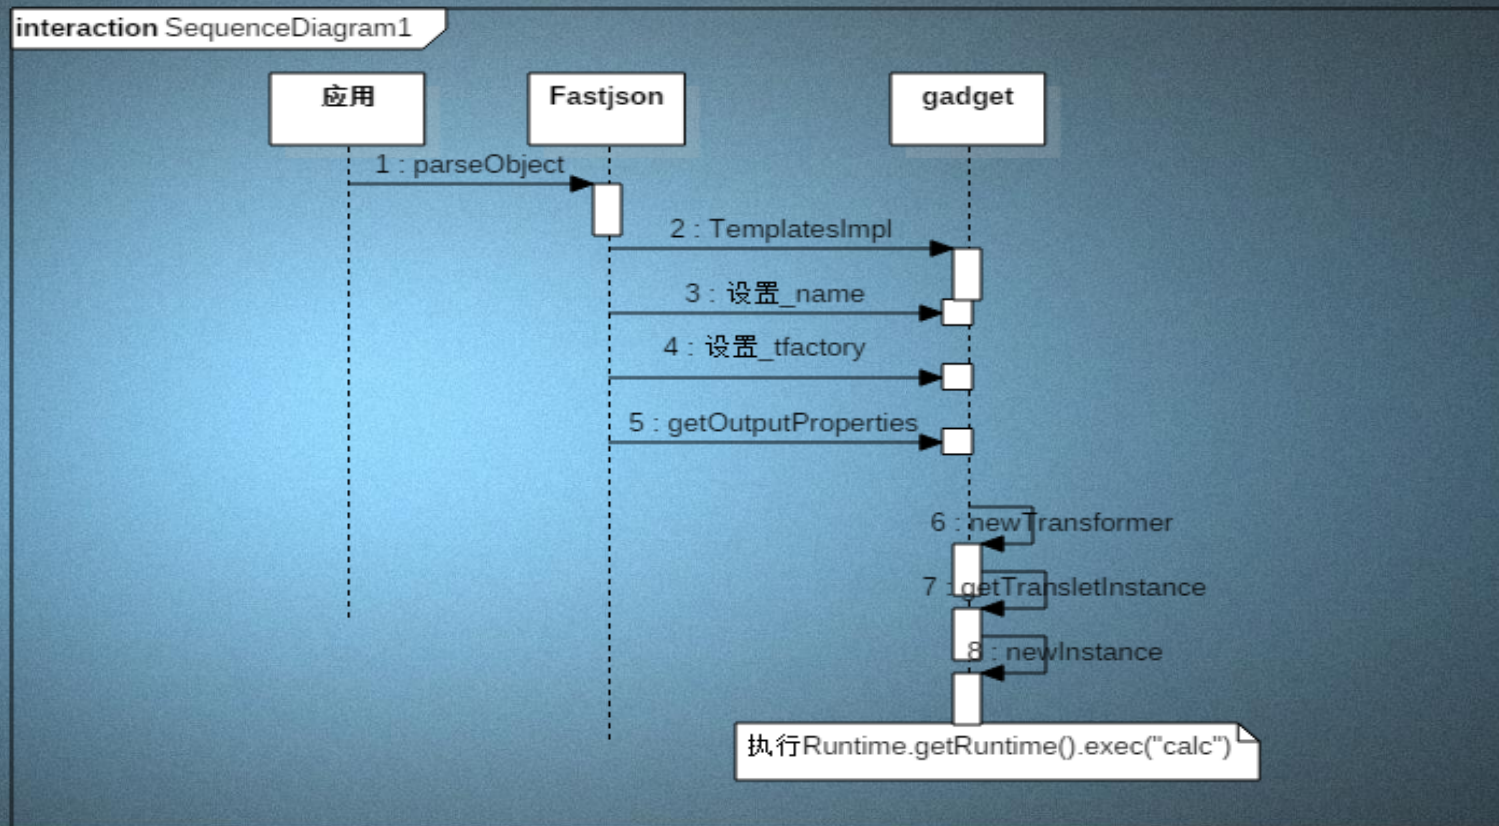 interaction SequenceDiagram1
应用
Fastjson
gadget
1 : parseObject
2 : TemplatesImpl
3 : 设置_name
4 : 设置_tfactory
5 : getOutputProperties
6 : newTransformer
7 : getTransletInstance
8 : newInstance
执行Runtime.getRuntime().exec("calc")